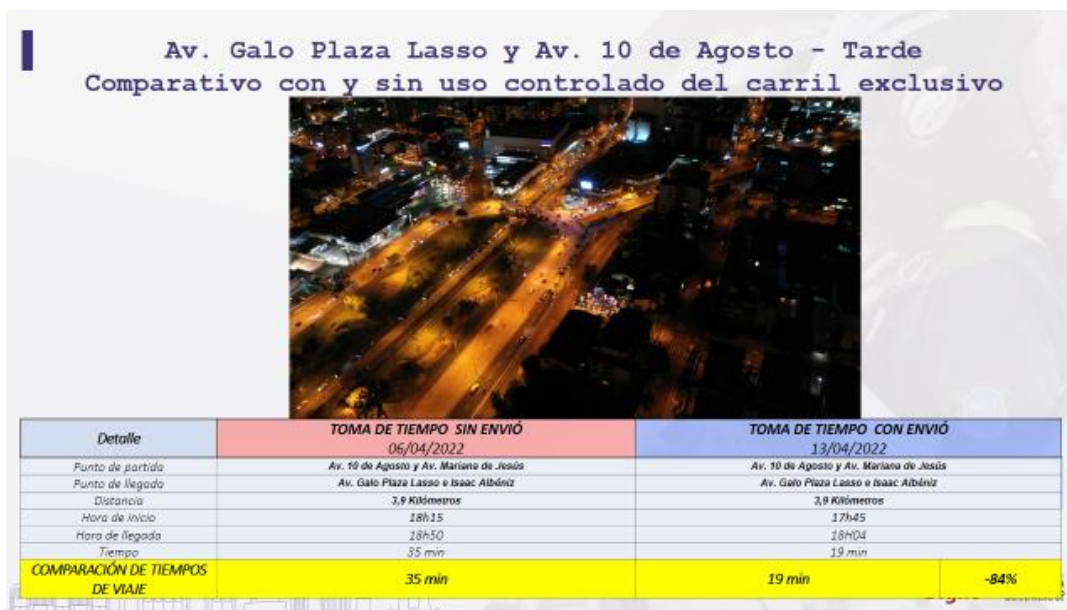 Av. Galo Plaza Lasso y Av. 10 de Agosto - Tarde
Comparativo con y sin uso controlado del carril exclusivo
Detalle
TOMA DE TIEMPO SIN ENVIÓ
06/04/2022
TOMA DE TIEMPO CON ENVIÓ
13/04/2022
Punto de partida
Av. 10 de Agosto y Av. Mariana de Jesús
Av. 10 de Agosto y Av. Mariana de Jesús
Punto de llegada
Av. Galo Plaza Lasso e Isaac Albéniz
Av. Galo Plaza Lasso e Isaac Albéniz
Distancia
3,9 Kilómetros
3,9 Kilómetros
Hora de inicio
18h15
17h45
Hora de llegada
18h50
18H04
Tiempo
35 min
19 min
COMPARACIÓN DE TIEMPOS
DE VIAJE
35 min
19 min
-84%